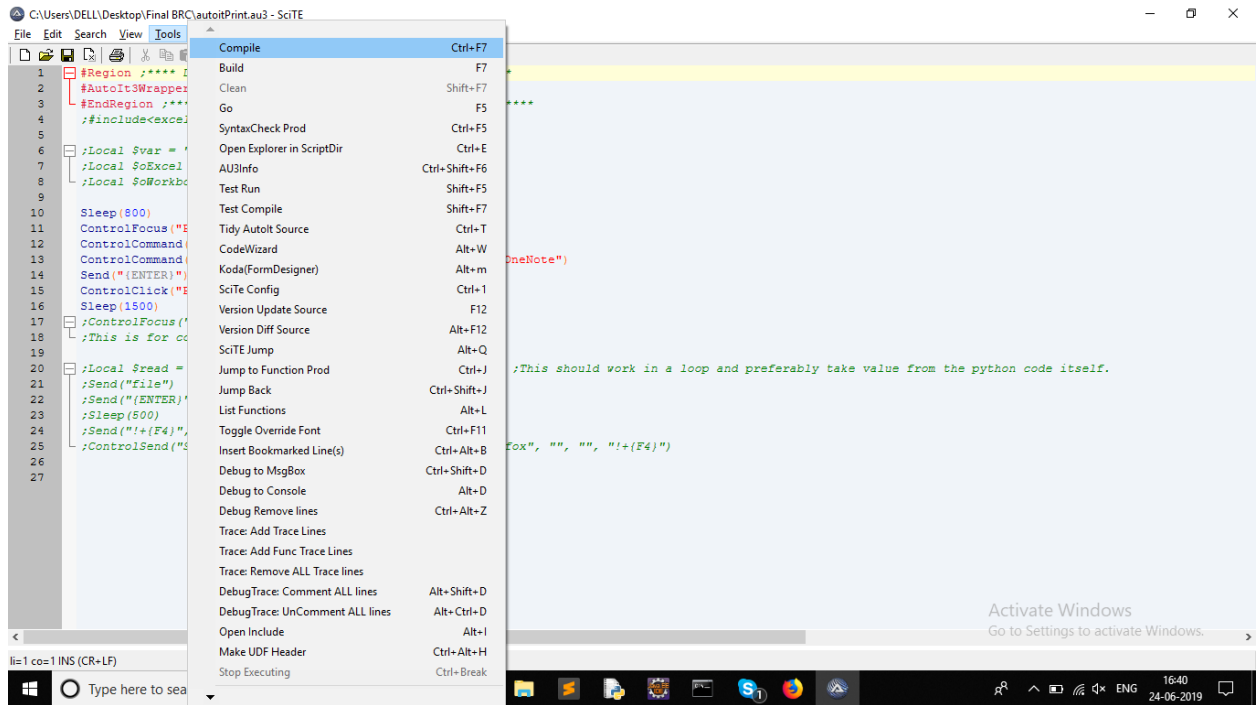 C:\Users\DELL\Desktop\Final BRC\autoitPrint.au3 - SciTE
File Edit Search View Tools
Compile Ctrl+F7
Build F7
Clean Shift+F7
Go F5
SyntaxCheck Prod Ctrl+F5
Open Explorer in ScriptDir Ctrl+E
AU3Info Ctrl+Shift+F6
Test Run Shift+F5
Test Compile Shift+F7
Tidy AutoIt Source Ctrl+T
CodeWizard Alt+W
Koda(FormDesigner) Alt+m
SciTe Config Ctrl+1
Version Update Source F12
Version Diff Source Alt+F12
SciTE Jump Alt+Q
Jump to Function Prod Ctrl+J
Jump Back Ctrl+Shift+J
List Functions Alt+L
Toggle Override Font Ctrl+F11
Insert Bookmarked Line(s) Ctrl+Alt+B
Debug to MsgBox Ctrl+Shift+D
Debug to Console Alt+D
Debug Remove lines Ctrl+Alt+Z
Trace: Add Trace Lines
Trace: Add Func Trace Lines
Trace: Remove ALL Trace lines
DebugTrace: Comment ALL lines Alt+Shift+D
DebugTrace: UnComment ALL lines Alt+Ctrl+D
Open Include Alt+I
Make UDF Header Ctrl+Alt+H
Stop Executing Ctrl+Break
1 #Region ;****
2 #AutoIt3Wrapper
3 #EndRegion ;*** ****
4 ;#include<excel
5
6 ;Local $var = "
7 ;Local $oExcel
8 ;Local $oWorkbo
9
10 Sleep(800)
11 ControlFocus("
12 ControlCommand(
13 ControlCommand( OneNote")
14 Send("{ENTER}")
15 ControlClick("
16 Sleep(1500)
17 ;ControlFocus("
18 ;This is for co
19
20 ;Local $read = ;This should work in a loop and preferably take value from the python code itself.
21 ;Send("file")
22 ;Send("{ENTER}"
23 ;Sleep(500)
24 ;Send("!+{F4}",
25 ;ControlSend("S fox", "", "", "!+{F4}")
26
27
Activate Windows
Go to Settings to activate Windows.
li=1 co=1 INS (CR+LF)
Type here to sea
1
ENG
16:40
24-06-2019